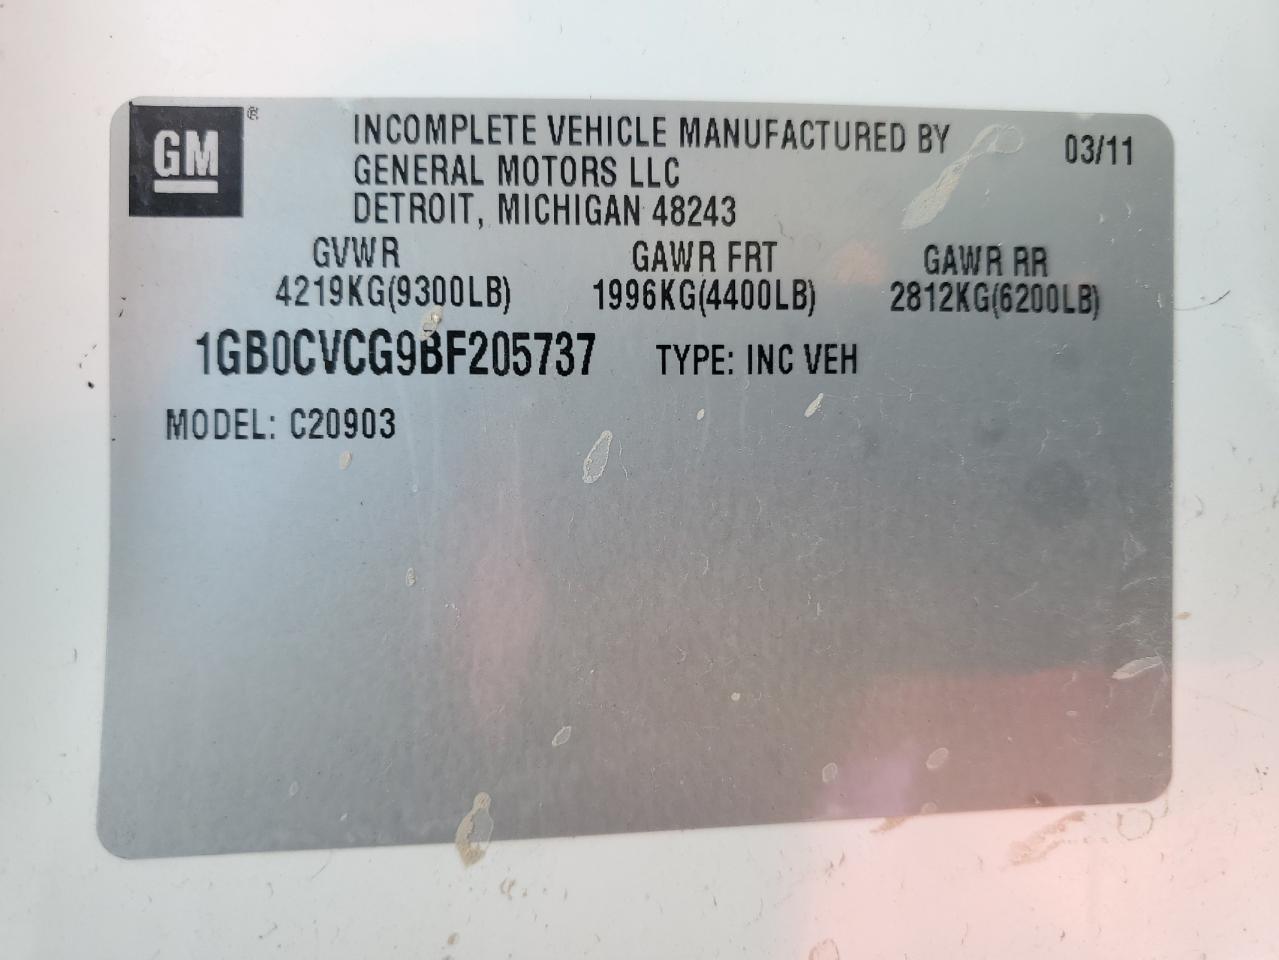 GM ®
INCOMPLETE VEHICLE MANUFACTURED BY 03/11
GENERAL MOTORS LLC
DETROIT, MICHIGAN 48243
GVWR GAWR FRT GAWR RR
4219KG(9300LB) 1996KG(4400LB) 2812KG(6200LB)
1GB0CVCG9BF205737 TYPE: INC VEH
MODEL: C20903